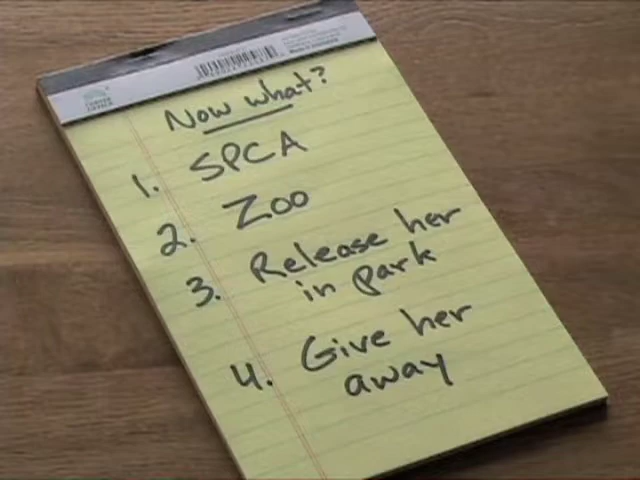 Now what?
1. SPCA
2. Zoo
3. Release her
in park
4. Give her
away